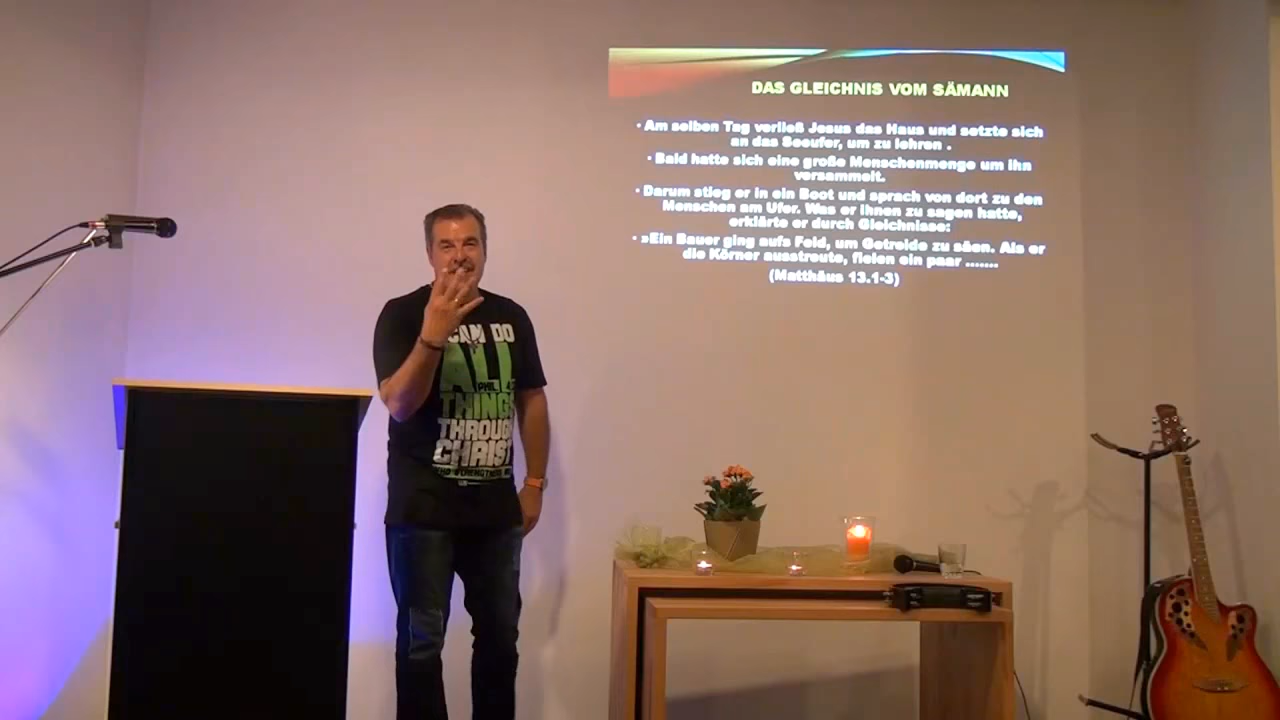 DAS GLEICHNIS VOM SÄMANN
• Am selben Tag verließ Jesus das Haus und setzte sich
an das Seeufer, um zu lehren .
• Bald hatte sich eine große Menschenmenge um ihn
versammelt.
• Darum stieg er in ein Boot und sprach von dort zu den
Menschen am Ufer. Was er ihnen zu sagen hatte,
erklärte er durch Gleichnisse:
• »Ein Bauer ging aufs Feld, um Getreide zu säen. Als er
die Körner ausstreute, fielen ein paar .......
(Matthäus 13.1-3)
CAN DO
ALL
PHIL 4
THINGS
THROUGH
CHRIST